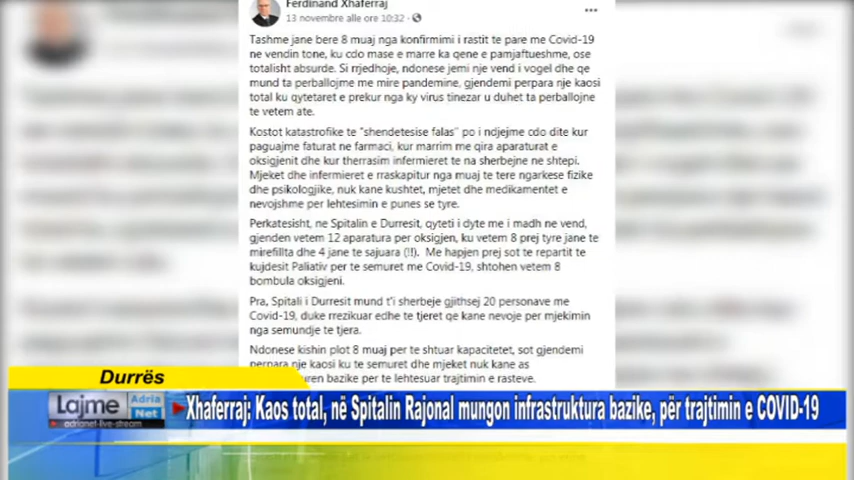 Ferdinand Xhaferraj
13 novembre alle ore 10:32
Tashme jane bere 8 muaj nga konfirmimi i rastit te pare me Covid-19
ne vendin tone, ku cdo mase e marre ka qene e pamjaftueshme, ose
totalisht absurde. Si rrjedhoje, ndonese jemi nje vend i vogel dhe qe
mund ta perballojme me mire pandemine, gjendemi perpara nje kaosi
total ku qytetaret e prekur nga ky virus tinezar u duhet ta perballojne
te vetem ate.
Kostot katastrofike te "shendetesise falas" po i ndjejme cdo dite kur
paguajme faturat ne farmaci, kur marrim me qira aparaturat e
oksigjenit dhe kur therrasim infermieret te na sherbejne ne shtepi.
Mjeket dhe infermieret e rraskapitur nga muaj te tere ngarkese fizike
dhe psikologjike, nuk kane kushtet, mjetet dhe medikamentet e
nevojshme per lehtesimin e punes se tyre.
Perkatesisht, ne Spitalin e Durresit, qyteti i dyte me i madh ne vend,
gjenden vetem 12 aparatura per oksigjen, ku vetem 8 prej tyre jane te
mirefillta dhe 4 jane te sajuara (!!). Me hapjen prej sot te repartit te
kujdesit Paliativ per te semuret me Covid-19, shtohen vetem 8
bombula oksigjeni.
Pra, Spitali i Durresit mund t'i sherbeje gjithsej 20 personave me
Covid-19, duke rrezikuar edhe te tjeret qe kane nevoje per mjekimin
nga semundje te tjera.
Ndonese kishin plot 8 muaj per te shtuar kapacitetet, sot gjendemi
perpara nje kaosi ku te semuret dhe mjeket nuk kane as
bazike per te lehtesuar trajtimin e rasteve.
Durrës
Lajme
Adria
Net
adrianet-live-stream
Xhaferraj: Kaos total, në Spitalin Rajonal mungon infrastruktura bazike, për trajtimin e COVID-19